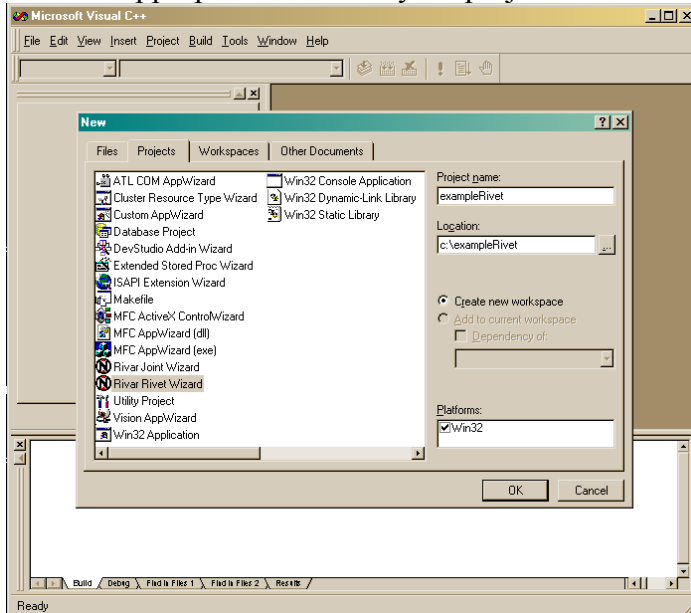 Microsoft Visual C++
File Edit View Insert Project Build Tools Window Help
New
Files Projects Workspaces Other Documents
ATL COM AppWizard
Cluster Resource Type Wizard
Custom AppWizard
Database Project
DevStudio Add-in Wizard
Extended Stored Proc Wizard
ISAPI Extension Wizard
Makefile
MFC ActiveX ControlWizard
MFC AppWizard (dll)
MFC AppWizard (exe)
Rivar Joint Wizard
Rivar Rivet Wizard
Utility Project
Vision AppWizard
Win32 Application
Win32 Console Application
Win32 Dynamic-Link Library
Win32 Static Library
Project name:
exampleRivet
Location:
c:\exampleRivet
...
Create new workspace
Add to current workspace
Dependency of:
Platforms:
Win32
OK Cancel
Build Debug Find in Files 1 Find in Files 2 Results
Ready